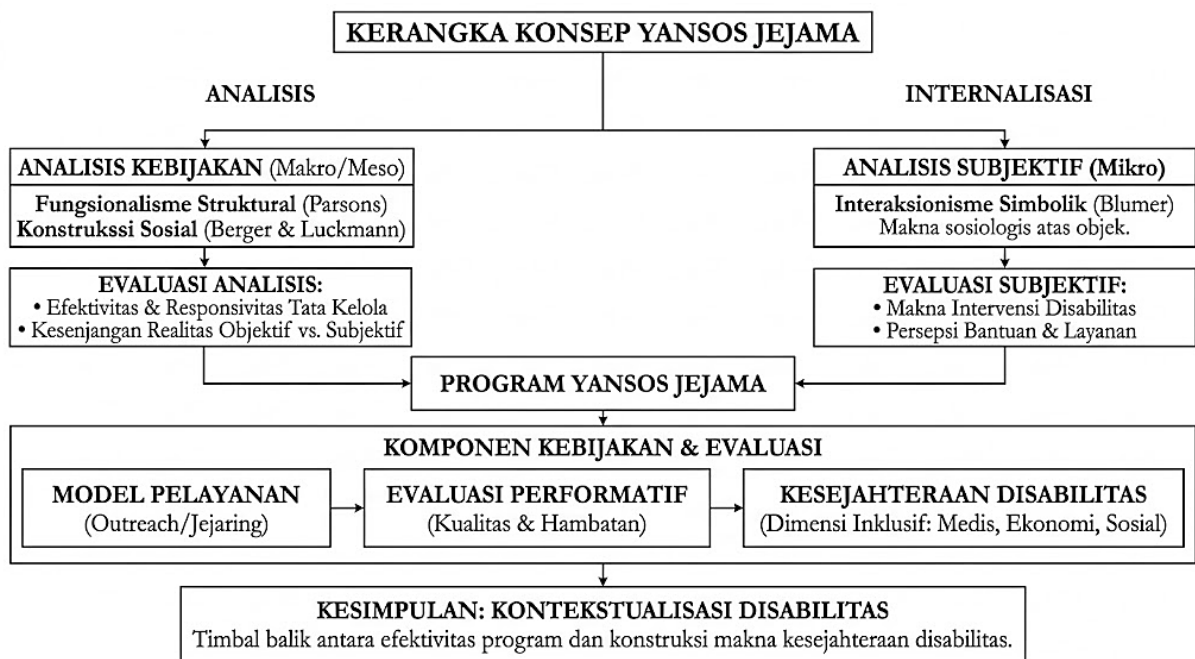 KERANGKA KONSEP YANSOS JEJAMA
ANALISIS
INTERNALISASI
ANALISIS KEBIJAKAN (Makro/Meso)
Fungsionalisme Struktural (Parsons)
Konstrukssi Sosial (Berger & Luckmann)
ANALISIS SUBJEKTIF (Mikro)
Interaksionisme Simbolik (Blumer)
Makna sosiologis atas objek.
EVALUASI ANALISIS:
• Efektivitas & Responsivitas Tata Kelola
• Kesenjangan Realitas Objektif vs. Subjektif
EVALUASI SUBJEKTIF:
• Makna Intervensi Disabilitas
• Persepsi Bantuan & Layanan
PROGRAM YANSOS JEJAMA
KOMPONEN KEBIJAKAN & EVALUASI
MODEL PELAYANAN
(Outreach/Jejaring)
EVALUASI PERFORMATIF
(Kualitas & Hambatan)
KESEJAHTERAAN DISABILITAS
(Dimensi Inklusif: Medis, Ekonomi, Sosial)
KESIMPULAN: KONTEKSTUALISASI DISABILITAS
Timbal balik antara efektivitas program dan konstruksi makna kesejahteraan disabilitas.